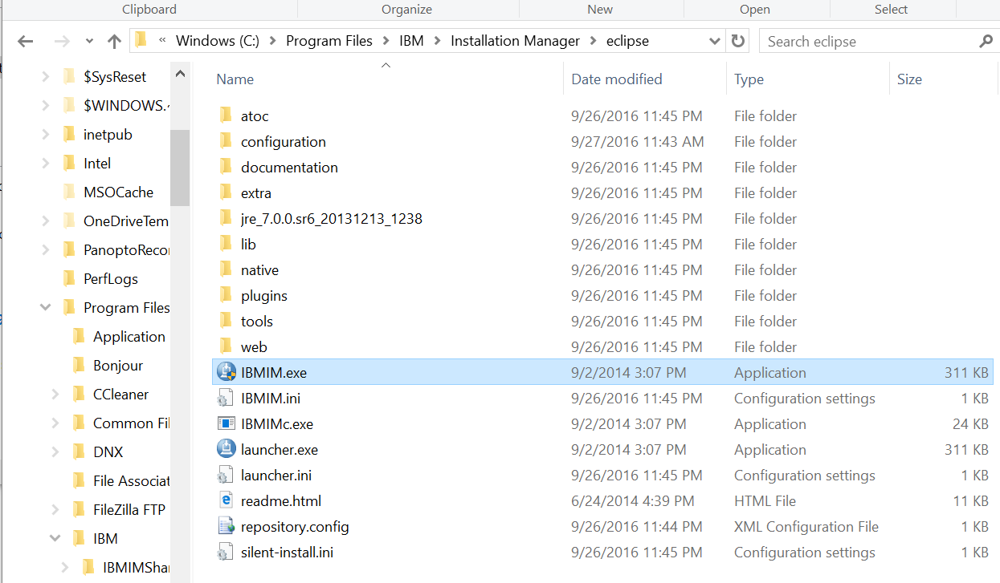 Clipboard Organize New Open Select
« Windows (C:) > Program Files > IBM > Installation Manager > eclipse Search eclipse
Name Date modified Type Size
$SysReset
$WINDOWS.~
inetpub
Intel
MSOCache
OneDriveTem
PanoptoRecor
PerfLogs
Program Files
Application
Bonjour
CCleaner
Common Fil
DNX
File Associat
FileZilla FTP
IBM
IBMIMShar
atoc 9/26/2016 11:45 PM File folder
configuration 9/27/2016 11:43 AM File folder
documentation 9/26/2016 11:45 PM File folder
extra 9/26/2016 11:45 PM File folder
jre_7.0.0.sr6_20131213_1238 9/26/2016 11:45 PM File folder
lib 9/26/2016 11:45 PM File folder
native 9/26/2016 11:45 PM File folder
plugins 9/26/2016 11:45 PM File folder
tools 9/26/2016 11:45 PM File folder
web 9/26/2016 11:45 PM File folder
IBMIM.exe 9/2/2014 3:07 PM Application 311 KB
IBMIM.ini 9/26/2016 11:45 PM Configuration settings 1 KB
IBMIMc.exe 9/2/2014 3:07 PM Application 24 KB
launcher.exe 9/2/2014 3:07 PM Application 311 KB
launcher.ini 9/26/2016 11:45 PM Configuration settings 1 KB
readme.html 6/24/2014 4:39 PM HTML File 11 KB
repository.config 9/26/2016 11:44 PM XML Configuration File 1 KB
silent-install.ini 9/26/2016 11:45 PM Configuration settings 1 KB